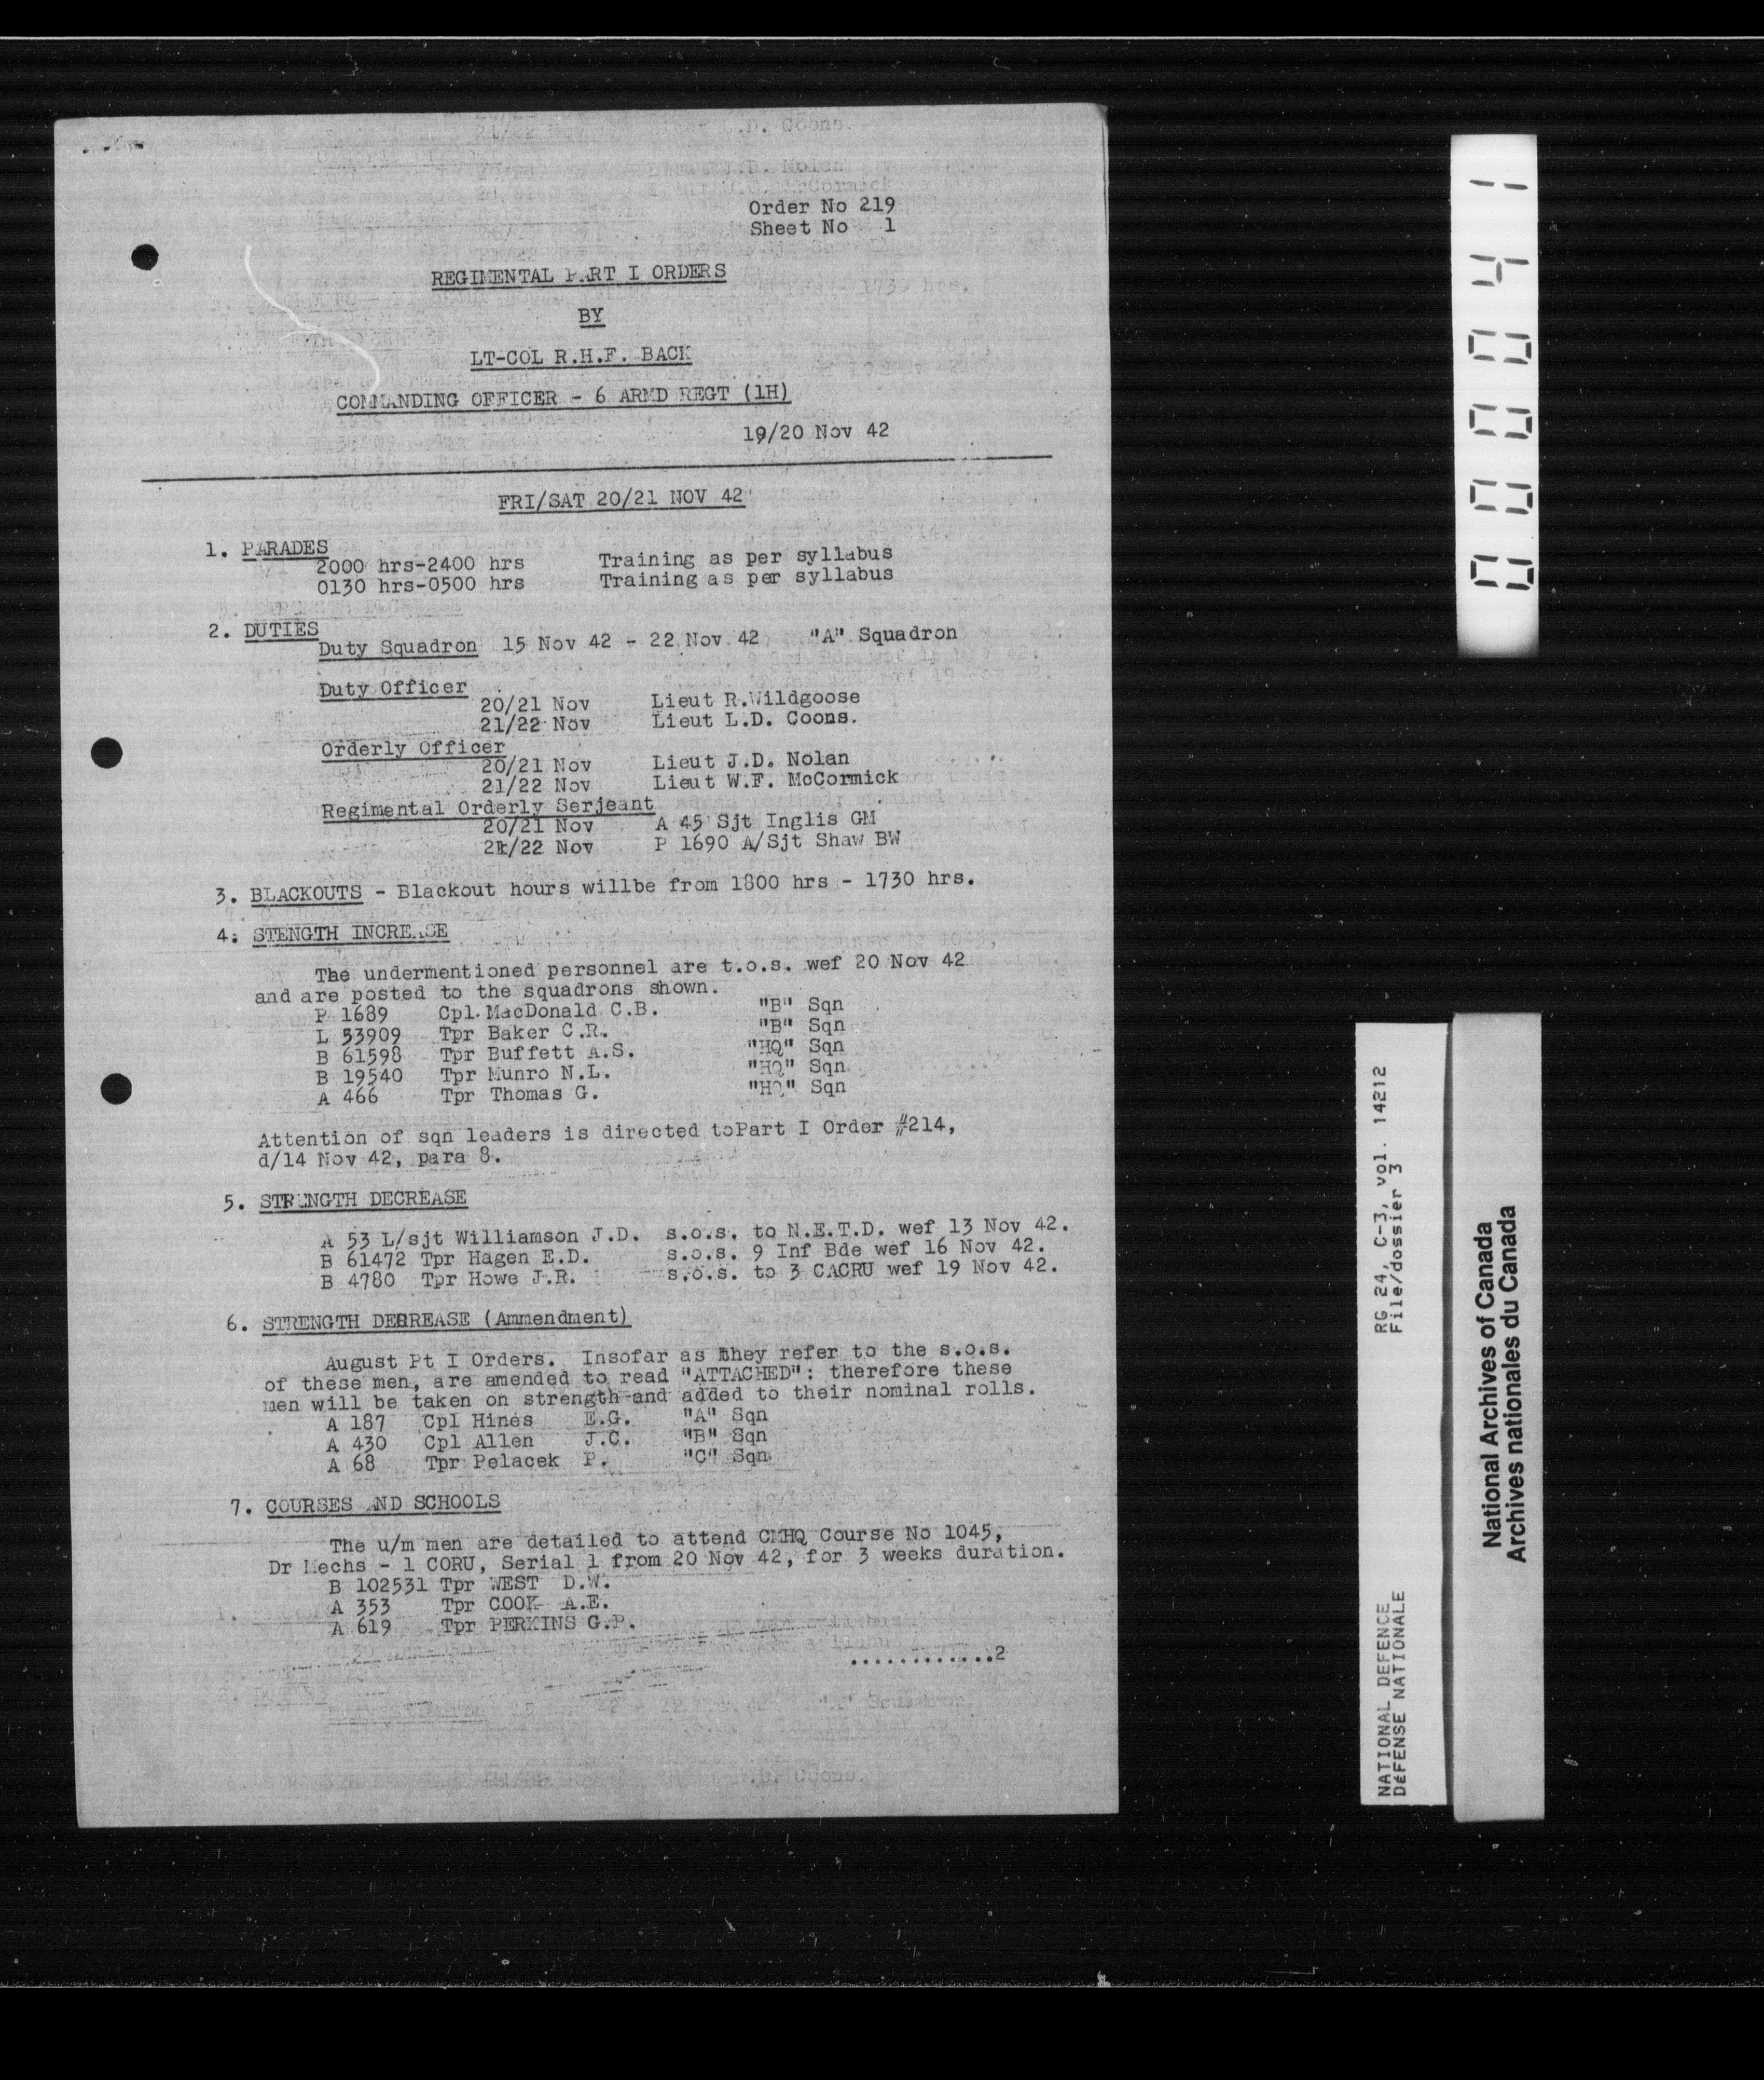 Order No 219
Sheet No 1
REGIMENTAL PART I ORDERS
BY
LT-COL R.H.F. BACK
COMMANDING OFFICER - 6 ARMD REGT (1H)
19/20 Nov 42
FRI/SAT 20/21 NOV 42
1. PARADES
2000 hrs-2400 hrs Training as per syllabus
0130 hrs-0500 hrs Training as per syllabus
2. DUTIES
Duty Squadron 15 Nov 42 - 22 Nov 42 "A" Squadron
Duty Officer
20/21 Nov Lieut R.Wildgoose
21/22 Nov Lieut L.D. Coons.
Orderly Officer
20/21 Nov Lieut J.D. Nolan
21/22 Nov Lieut W.F. McCormick
Regimental Orderly Serjeant
20/21 Nov A 45 Sjt Inglis GM
21/22 Nov P 1690 A/Sjt Shaw BW
3. BLACKOUTS - Blackout hours willbe from 1800 hrs - 1730 hrs.
4. STENGTH INCREASE
The undermentioned personnel are t.o.s. wef 20 Nov 42
and are posted to the squadrons shown.
P 1689 Cpl MacDonald C.B. "B" Sqn
L 53909 Tpr Baker C.R. "B" Sqn
B 61598 Tpr Buffett A.S. "HQ" Sqn
B 19540 Tpr Munro N.L. "HQ" Sqn
A 466 Tpr Thomas G. "HQ" Sqn
Attention of sqn leaders is directed toPart I Order #214,
d/14 Nov 42, para 8.
5. STRENGTH DECREASE
A 53 L/sjt Williamson J.D. s.o.s. to N.E.T.D. wef 13 Nov 42.
B 61472 Tpr Hagen E.D. s.o.s. 9 Inf Bde wef 16 Nov 42.
B 4780 Tpr Howe J.R. s.o.s. to 3 CACRU wef 19 Nov 42.
6. STRENGTH DECREASE (Ammendment)
August Pt I Orders. Insofar as they refer to the s.o.s.
of these men, are amended to read "ATTACHED": therefore these
men will be taken on strength and added to their nominal rolls.
A 187 Cpl Hines E.G. "A" Sqn
A 430 Cpl Allen J.C. "B" Sqn
A 68 Tpr Pelacek P. "C" Sqn
7. COURSES AND SCHOOLS
The u/m men are detailed to attend CMHQ Course No 1045,
Dr Mechs - 1 CORU, Serial 1 from 20 Nov 42, for 3 weeks duration.
B 102531 Tpr WEST D.W.
A 353 Tpr COOK A.E.
A 619 Tpr PERKINS G.P.
............2
000041
RG 24, C-3, vol. 14212
File/dossier 3
NATIONAL DEFENCE
DÉFENSE NATIONALE
National Archives of Canada
Archives nationales du Canada